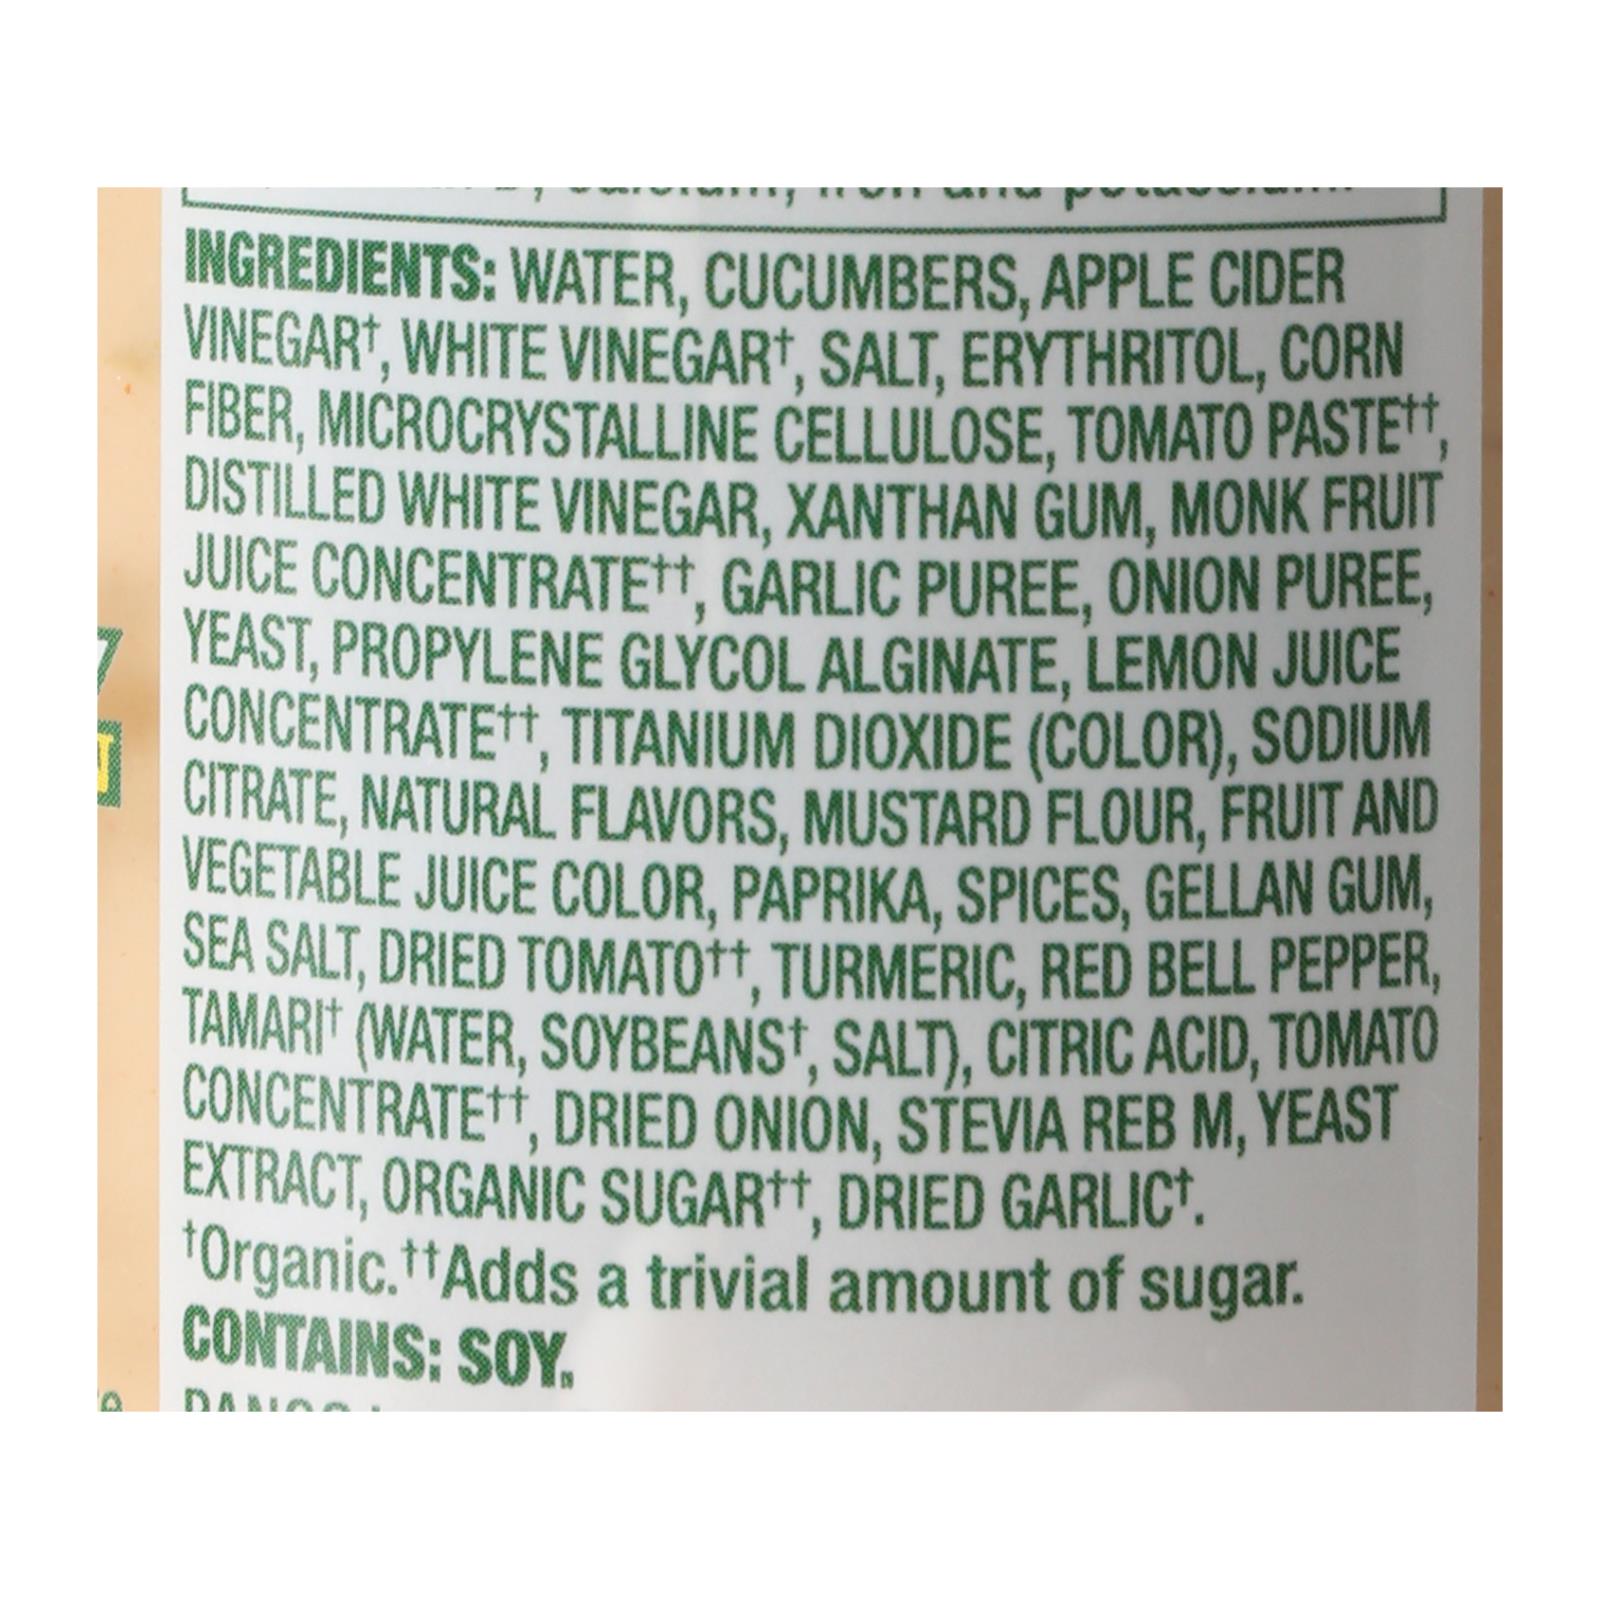 INGREDIENTS: WATER, CUCUMBERS, APPLE CIDER
VINEGAR†, WHITE VINEGAR†, SALT, ERYTHRITOL, CORN
FIBER, MICROCRYSTALLINE CELLULOSE, TOMATO PASTE††,
DISTILLED WHITE VINEGAR, XANTHAN GUM, MONK FRUIT
JUICE CONCENTRATE††, GARLIC PUREE, ONION PUREE,
YEAST, PROPYLENE GLYCOL ALGINATE, LEMON JUICE
CONCENTRATE††, TITANIUM DIOXIDE (COLOR), SODIUM
CITRATE, NATURAL FLAVORS, MUSTARD FLOUR, FRUIT AND
VEGETABLE JUICE COLOR, PAPRIKA, SPICES, GELLAN GUM,
SEA SALT, DRIED TOMATO††, TURMERIC, RED BELL PEPPER,
TAMARI† (WATER, SOYBEANS†, SALT), CITRIC ACID, TOMATO
CONCENTRATE††, DRIED ONION, STEVIA REB M, YEAST
EXTRACT, ORGANIC SUGAR††, DRIED GARLIC†.
†Organic. ††Adds a trivial amount of sugar.
CONTAINS: SOY.